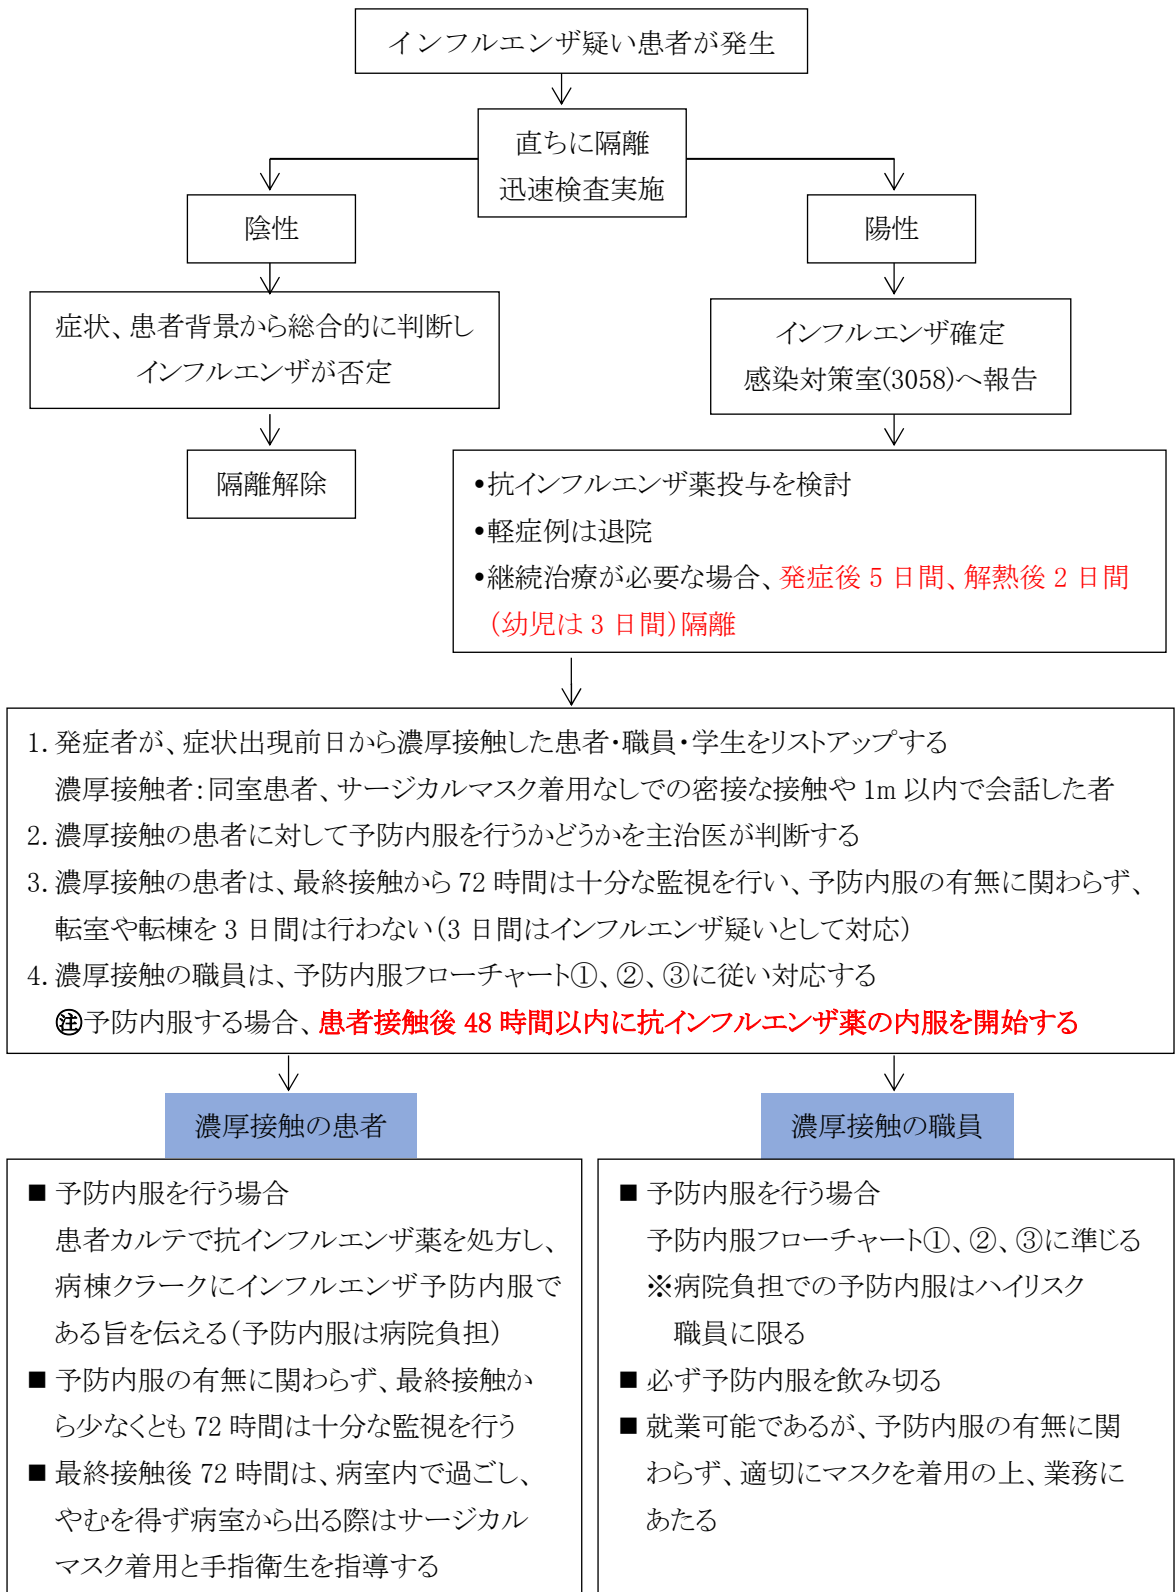 インフルエンザ疑い患者が発生
直ちに隔離
迅速検査実施
陰性
陽性
症状、患者背景から総合的に判断し
インフルエンザが否定
インフルエンザ確定
感染対策室(3058)へ報告
隔離解除
•抗インフルエンザ薬投与を検討
•軽症例は退院
•継続治療が必要な場合、発症後 5 日間、解熱後 2 日間
(幼児は 3 日間)隔離
1. 発症者が、症状出現前日から濃厚接触した患者・職員・学生をリストアップする
濃厚接触者：同室患者、サージカルマスク着用なしでの密接な接触や 1m 以内で会話した者
2. 濃厚接触の患者に対して予防内服を行うかどうかを主治医が判断する
3. 濃厚接触の患者は、最終接触から 72 時間は十分な監視を行い、予防内服の有無に関わらず、
転室や転棟を 3 日間は行わない(3 日間はインフルエンザ疑いとして対応)
4. 濃厚接触の職員は、予防内服フローチャート①、②、③に従い対応する
㊟予防内服する場合、患者接触後 48 時間以内に抗インフルエンザ薬の内服を開始する
濃厚接触の患者
濃厚接触の職員
■ 予防内服を行う場合
患者カルテで抗インフルエンザ薬を処方し、
病棟クラークにインフルエンザ予防内服で
ある旨を伝える(予防内服は病院負担)
■ 予防内服の有無に関わらず、最終接触か
ら少なくとも 72 時間は十分な監視を行う
■ 最終接触後 72 時間は、病室内で過ごし、
やむを得ず病室から出る際はサージカル
マスク着用と手指衛生を指導する
■ 予防内服を行う場合
予防内服フローチャート①、②、③に準じる
※病院負担での予防内服はハイリスク
職員に限る
■ 必ず予防内服を飲み切る
■ 就業可能であるが、予防内服の有無に関
わらず、適切にマスクを着用の上、業務に
あたる